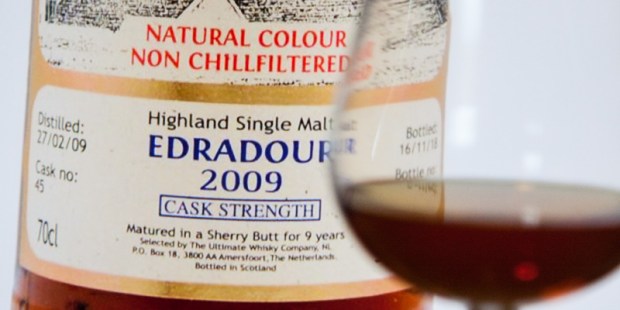 NATURAL COLOUR
NON CHILLFILTERED
Distilled:
27/02/09
Cask no:
45
70cl
Highland Single Malt
EDRADOUR
2009
CASK STRENGTH
Matured in a Sherry Butt for 9 years
Selected by The Ultimate Whisky Company, NL
P.O. Box 18, 3800 AA Amersfoort, The Netherlands.
Bottled in Scotland
Bottled:
16/11/18
Bottle no